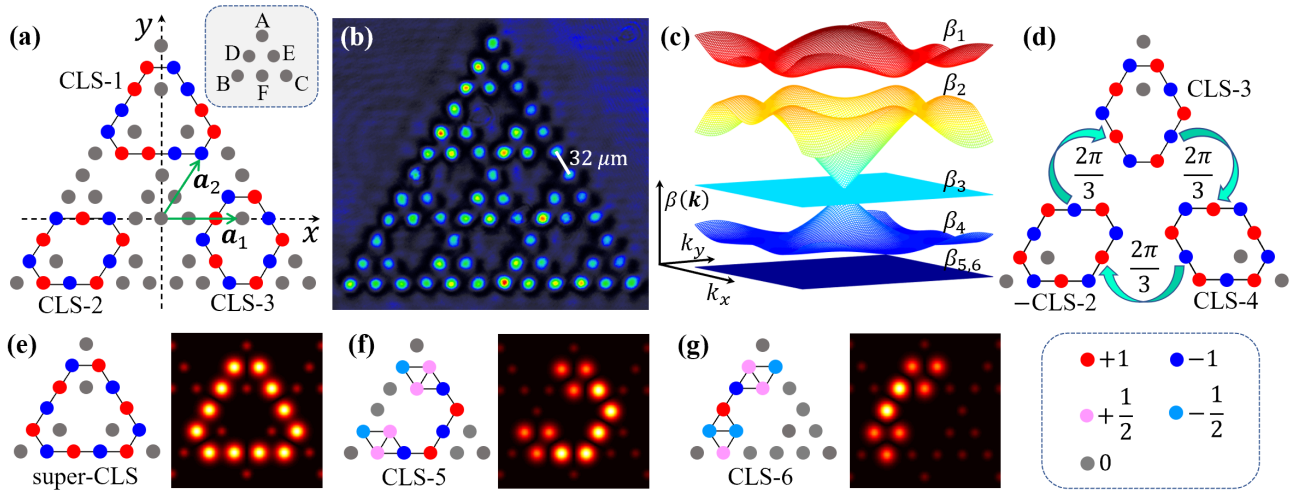 (a)
y
A
D E
B F C
CLS-1
a₂
a₁
x
CLS-2
CLS-3
(b)
32 μm
(c)
β₁
β₂
β₃
β(k)
β₄
k_y
β₅,₆
k_x
(d)
CLS-3
2π/3
2π/3
2π/3
−CLS-2
CLS-4
(e)
super-CLS
(f)
CLS-5
(g)
CLS-6
+1
−1
+1/2
−1/2
0